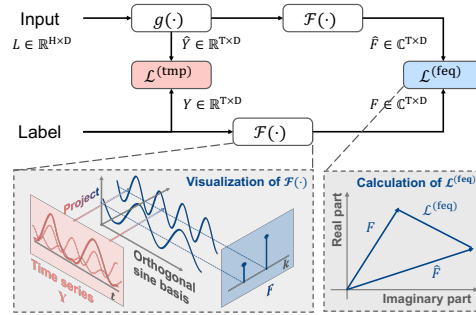 Input
g(·)
𝓕(·)
L ∈ ℝ^{H×D}
Ŷ ∈ ℝ^{T×D}
F̂ ∈ ℂ^{T×D}
𝓛^{(tmp)}
𝓛^{(feq)}
Y ∈ ℝ^{T×D}
F ∈ ℂ^{T×D}
Label
𝓕(·)
Visualization of 𝓕(·)
Project
Time series
Y
t
Orthogonal
sine basis
k
F
Calculation of 𝓛^{(feq)}
Real part
F
𝓛^{(feq)}
F̂
Imaginary part